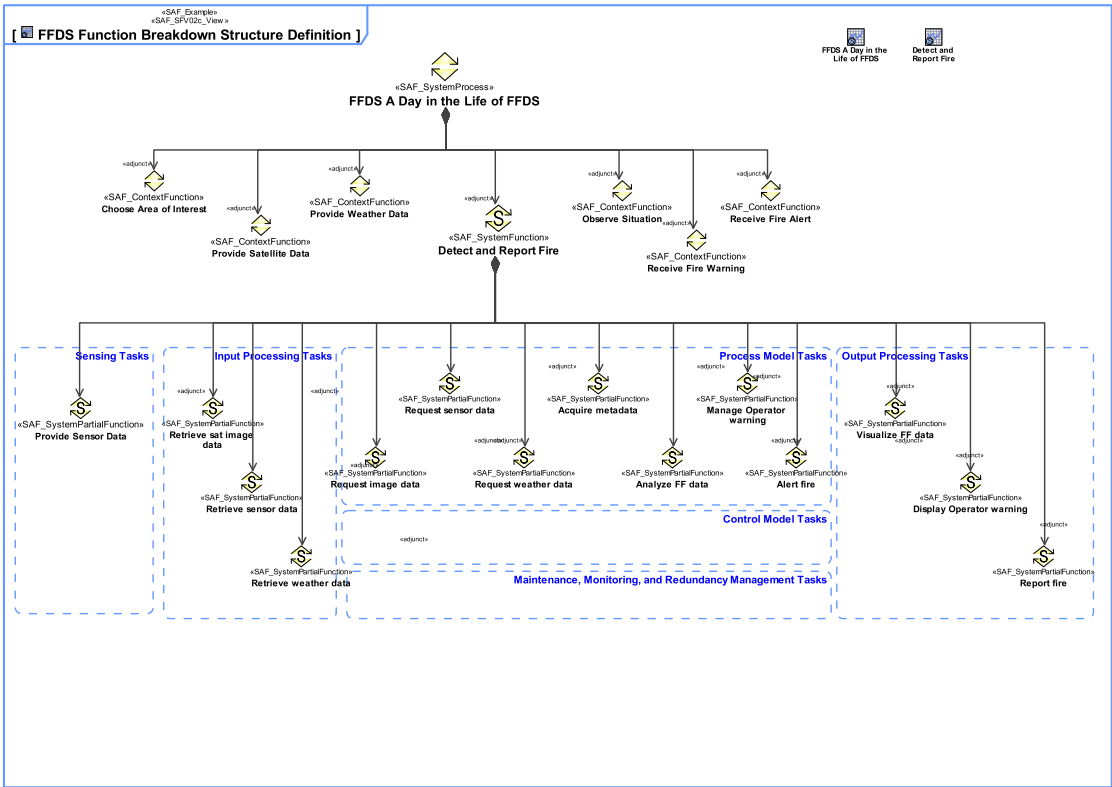 «SAF_Example»
«SAF_SFV02c_View »
[ FFDS Function Breakdown Structure Definition ]
FFDS A Day in the
Life of FFDS
Detect and
Report Fire
«SAF_SystemProcess»
FFDS A Day in the Life of FFDS
«adjunct»
«SAF_ContextFunction»
Choose Area of Interest
«adjunct»
«SAF_ContextFunction»
Provide Satellite Data
«adjunct»
«SAF_ContextFunction»
Provide Weather Data
«adjunct»
S
«SAF_SystemFunction»
Detect and Report Fire
«adjunct»
«SAF_ContextFunction»
Observe Situation
«adjunct»
«SAF_ContextFunction»
Receive Fire Warning
«adjunct»
«SAF_ContextFunction»
Receive Fire Alert
Sensing Tasks
S
«SAF_SystemPartialFunction»
Provide Sensor Data
Input Processing Tasks
«adjunct»
S
«SAF_SystemPartialFunction»
Retrieve sat image
data
S
«SAF_SystemPartialFunction»
Retrieve sensor data
«adjunct»
S
«SAF_SystemPartialFunction»
Retrieve weather data
Process Model Tasks
S
«SAF_SystemPartialFunction»
Request sensor data
«adjunct»
S
«SAF_SystemPartialFunction»
Acquire metadata
«adjunct»
«adjunct»
S
«SAF_SystemPartialFunction»
Manage Operator
warning
«adjunct»
S
«SAF_SystemPartialFunction»
Request image data
«adjunct»
«adjunct»
S
«SAF_SystemPartialFunction»
Request weather data
S
«SAF_SystemPartialFunction»
Analyze FF data
S
«SAF_SystemPartialFunction»
Alert fire
Control Model Tasks
«adjunct»
Maintenance, Monitoring, and Redundancy Management Tasks
Output Processing Tasks
«adjunct»
S
«SAF_SystemPartialFunction»
Visualize FF data
«adjunct»
«adjunct»
S
«SAF_SystemPartialFunction»
Display Operator warning
«adjunct»
S
«SAF_SystemPartialFunction»
Report fire